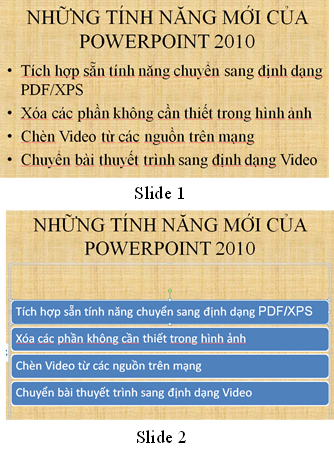 NHỮNG TÍNH NĂNG MỚI CỦA
POWERPOINT 2010
• Tích hợp sẵn tính năng chuyển sang định dạng
PDF/XPS
• Xóa các phần không cần thiết trong hình ảnh
• Chèn Video từ các nguồn trên mạng
• Chuyển bài thuyết trình sang định dạng Video
Slide 1
NHỮNG TÍNH NĂNG MỚI CỦA
POWERPOINT 2010
Tích hợp sẵn tính năng chuyển sang định dạng PDF/XPS
Xóa các phần không cần thiết trong hình ảnh
Chèn Video từ các nguồn trên mạng
Chuyển bài thuyết trình sang định dạng Video
Slide 2